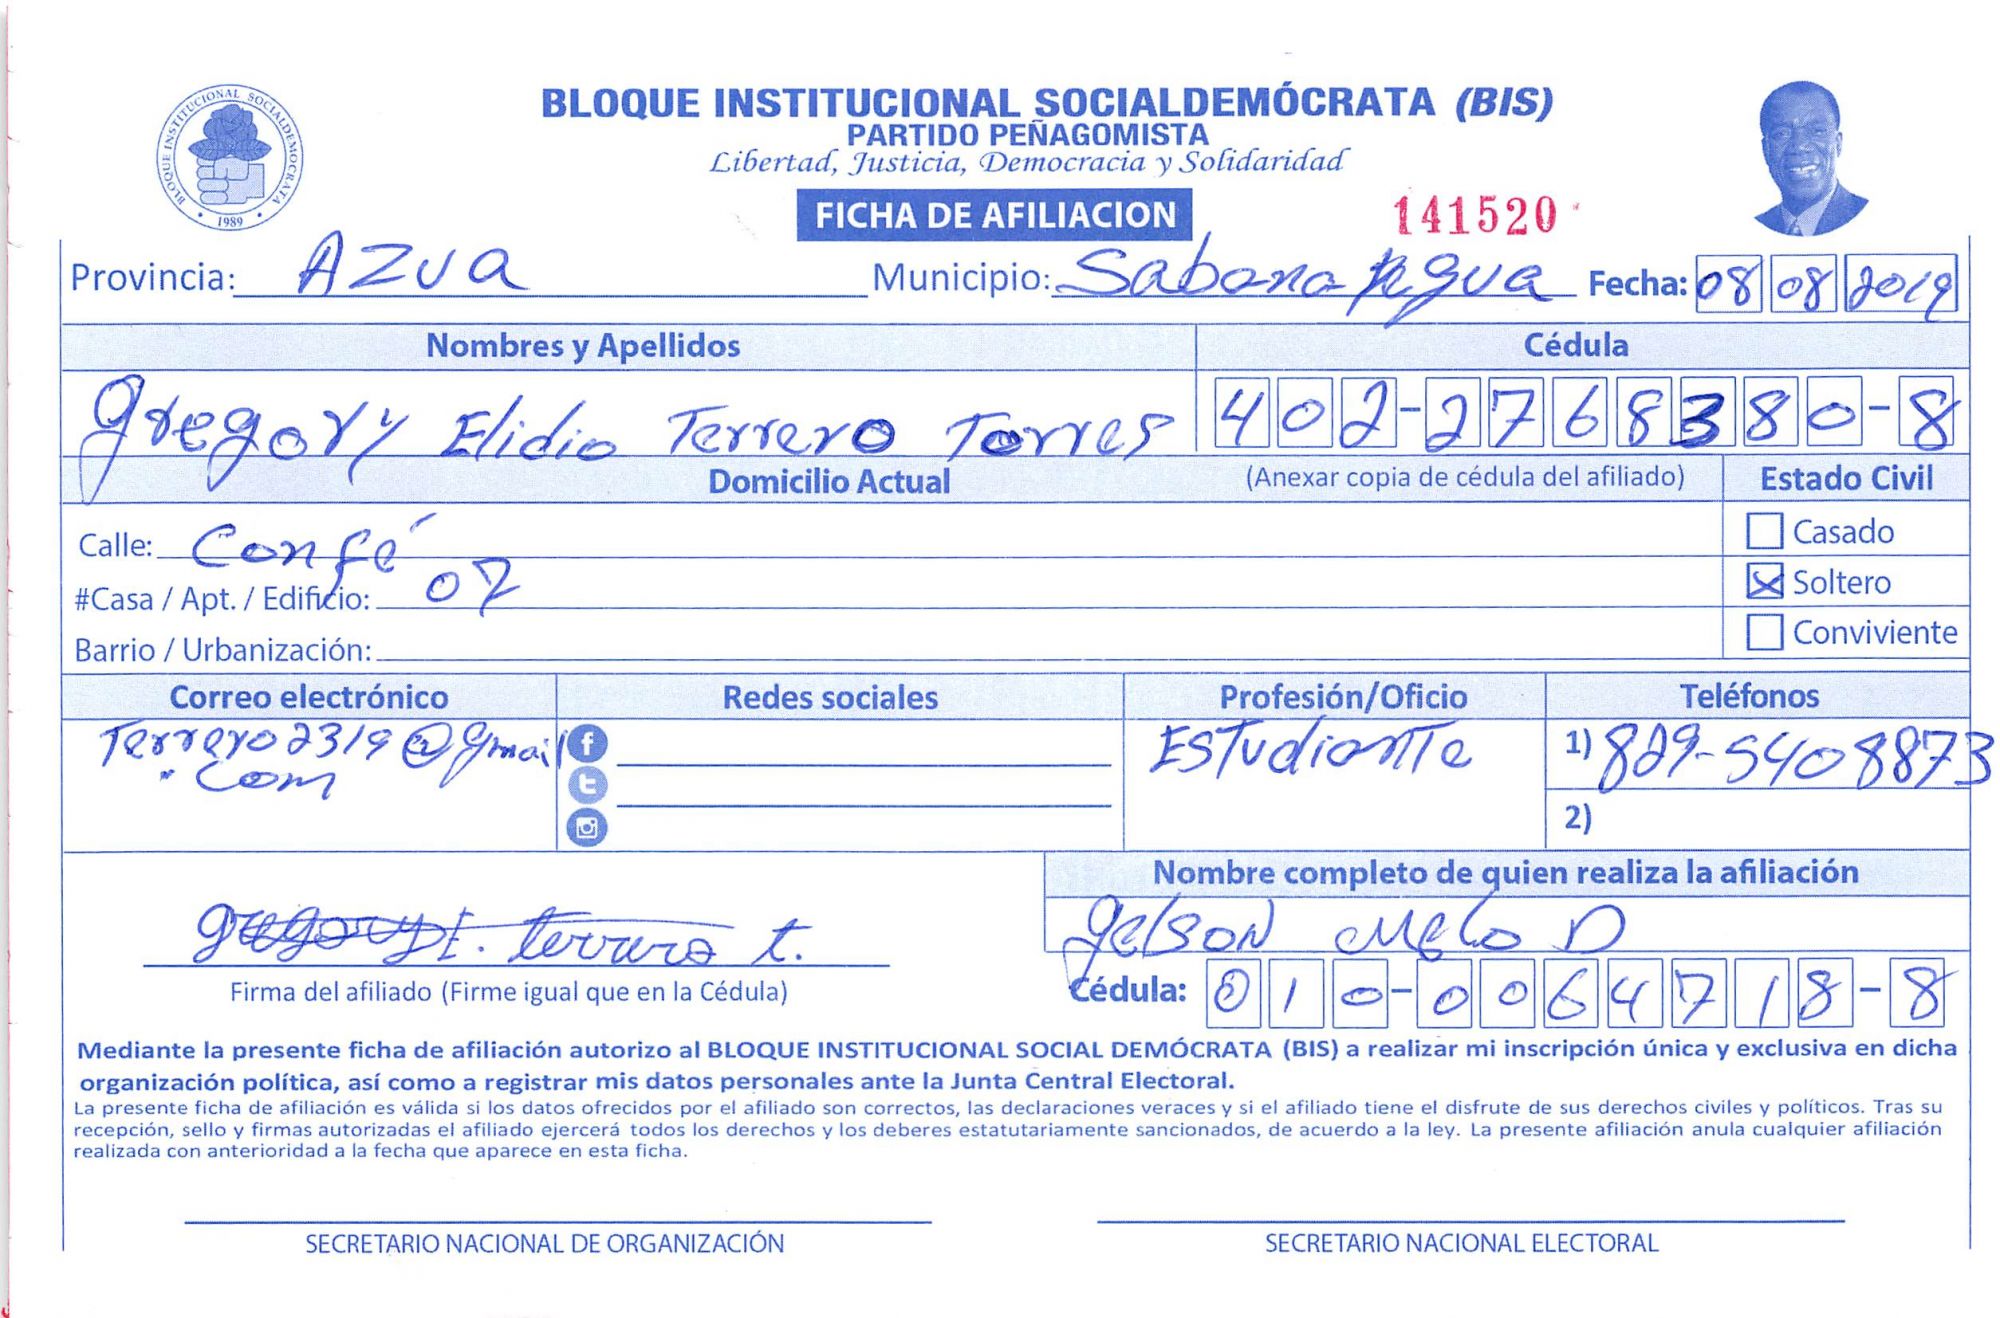 BLOQUE INSTITUCIONAL SOCIALDEMOCRATA
1989
BLOQUE INSTITUCIONAL SOCIALDEMÓCRATA (BIS)
PARTIDO PEÑAGOMISTA
Libertad, Justicia, Democracia y Solidaridad
FICHA DE AFILIACION
141520
Provincia: AZUA Municipio: Sabana Yegua Fecha: 08 08 2019
Nombres y Apellidos Cédula
Gregory Elidio Terrero Torres 402-2768380-8
Domicilio Actual (Anexar copia de cédula del afiliado) Estado Civil
Calle: Confé Casado
#Casa / Apt. / Edificio: 07 Soltero
Barrio / Urbanización: Conviviente
Correo electrónico Redes sociales Profesión/Oficio Teléfonos
Terrero2319@gmail ESTudianTe 1) 829-5408873
.com
2)
Nombre completo de quien realiza la afiliación
gregory E. terrero t. gelSON Melo D
Firma del afiliado (Firme igual que en la Cédula) Cédula: 010-0064718-8
Mediante la presente ficha de afiliación autorizo al BLOQUE INSTITUCIONAL SOCIAL DEMÓCRATA (BIS) a realizar mi inscripción única y exclusiva en dicha
organización política, así como a registrar mis datos personales ante la Junta Central Electoral.
La presente ficha de afiliación es válida si los datos ofrecidos por el afiliado son correctos, las declaraciones veraces y si el afiliado tiene el disfrute de sus derechos civiles y políticos. Tras su
recepción, sello y firmas autorizadas el afiliado ejercerá todos los derechos y los deberes estatutariamente sancionados, de acuerdo a la ley. La presente afiliación anula cualquier afiliación
realizada con anterioridad a la fecha que aparece en esta ficha.
SECRETARIO NACIONAL DE ORGANIZACIÓN SECRETARIO NACIONAL ELECTORAL